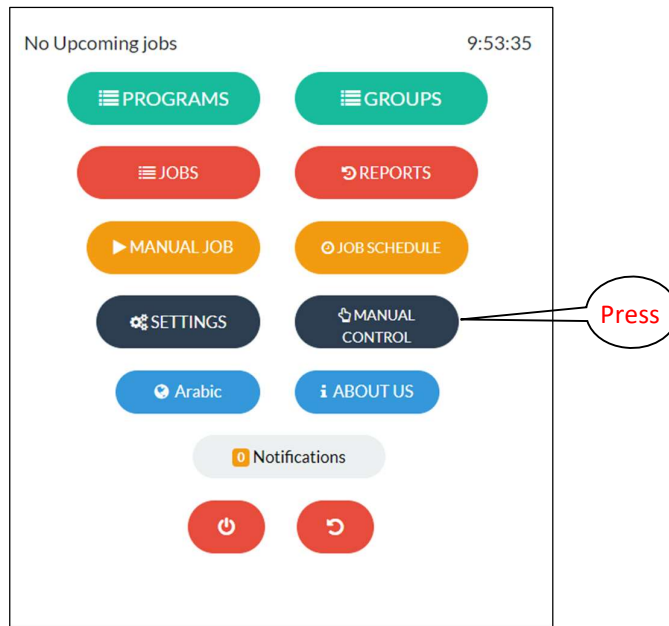 No Upcoming jobs 9:53:35
PROGRAMS GROUPS
JOBS REPORTS
MANUAL JOB JOB SCHEDULE
SETTINGS MANUAL
CONTROL
Press
Arabic ABOUT US
0 Notifications